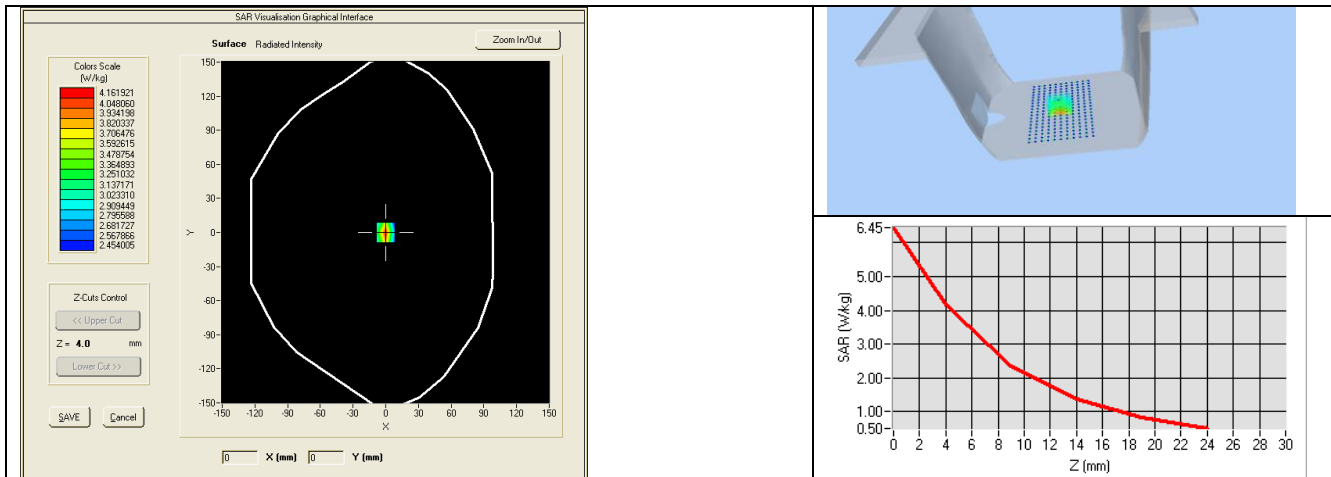 SAR Visualisation Graphical Interface
Surface Radiated Intensity
Zoom In/Out
Colors Scale
(W/kg)
4.161921
4.048060
3.934198
3.820337
3.706476
3.592615
3.478754
3.364893
3.251032
3.137171
3.023310
2.909449
2.795588
2.681727
2.567866
2.454005
Z-Cuts Control
<< Upper Cut
Z = 4.0 mm
Lower Cut >>
SAVE Cancel
150
120
90
60
30
0
-30
-60
-90
-120
-150
Y
-150 -120 -90 -60 -30 0 30 60 90 120 150
X
0 X (mm) 0 Y (mm)
6.45
5.00
4.00
3.00
2.00
1.00
0.50
SAR (W/kg)
0 2 4 6 8 10 12 14 16 18 20 22 24 26 28 30
Z (mm)